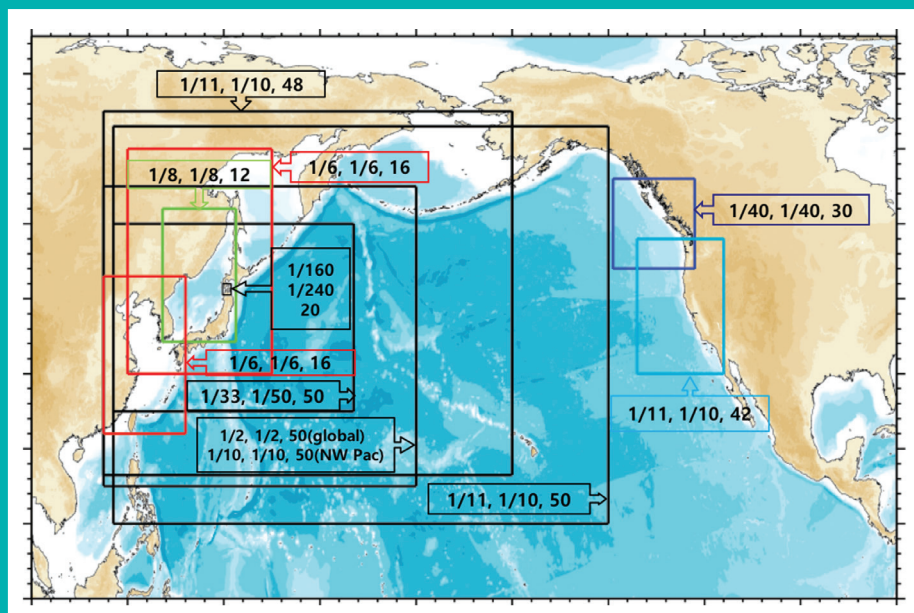 1/11, 1/10, 48
1/8, 1/8, 12
1/6, 1/6, 16
1/40, 1/40, 30
1/160
1/240
20
1/6, 1/6, 16
1/33, 1/50, 50
1/11, 1/10, 42
1/2, 1/2, 50(global)
1/10, 1/10, 50(NW Pac)
1/11, 1/10, 50